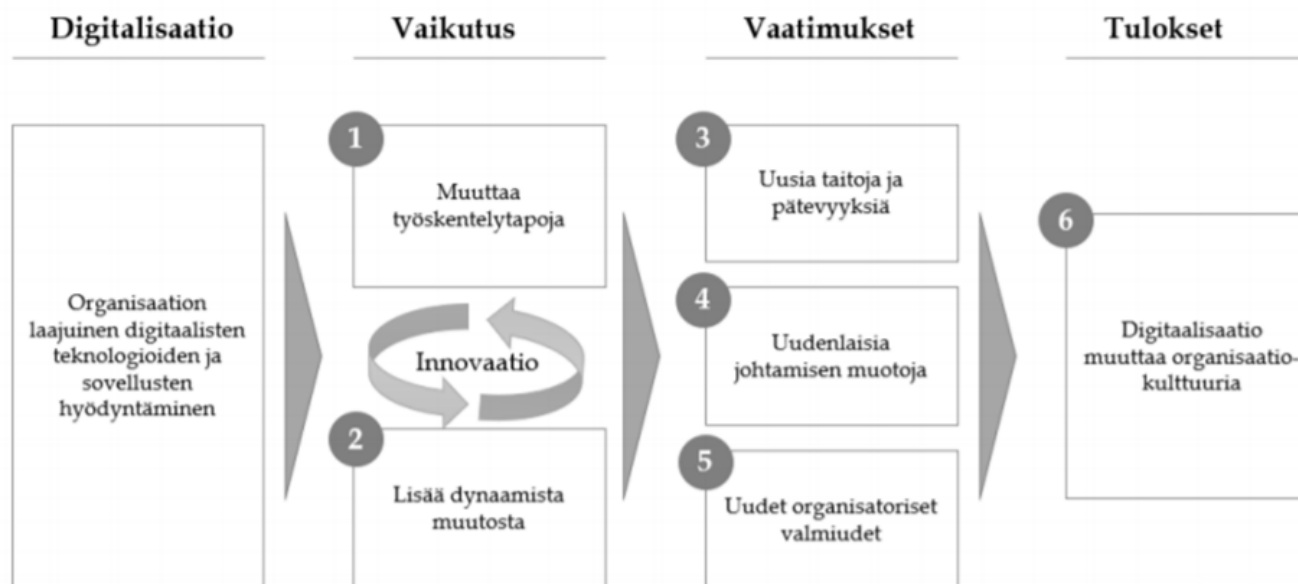 Digitalisaatio
Vaikutus
Vaatimukset
Tulokset
Organisaation
laajuinen digitaalisten
teknologioiden ja
sovellusten
hyödyntäminen
1
Muuttaa
työskentelytapoja
Innovaatio
2
Lisää dynaamista
muutosta
3
Uusia taitoja ja
pätevyyksiä
4
Uudenlaisia
johtamisen muotoja
5
Uudet organisatoriset
valmiudet
6
Digitaalisaatio
muuttaa organisaatio-
kulttuuria